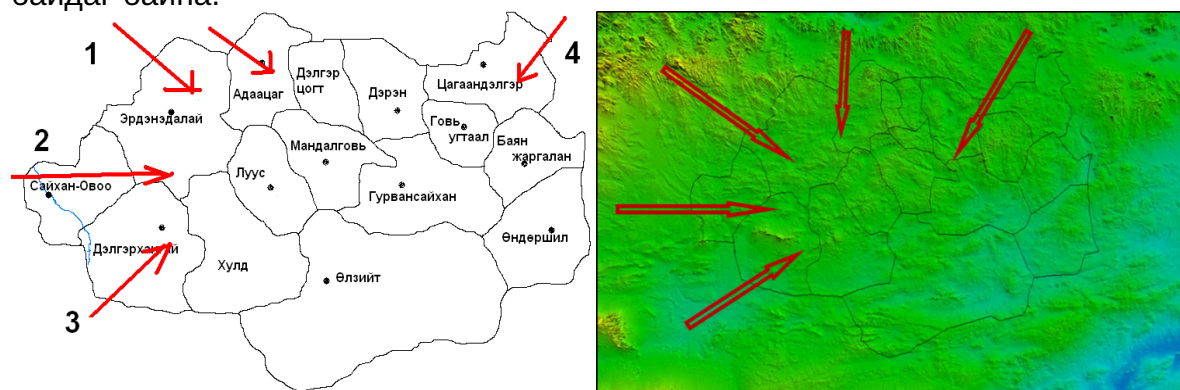 байдаг байна.
1
4
Адаацаг
Дэлгэр
цогт
Дэрэн
Цагаандэлгэр
Эрдэнэдалай
Говь
угтаал
2
Мандалговь
Баян
жаргалан
Луус
Сайхан-Овоо
Гурвансайхан
Өндөршил
Дэлгэрхангай
Хулд
Өлзийт
3